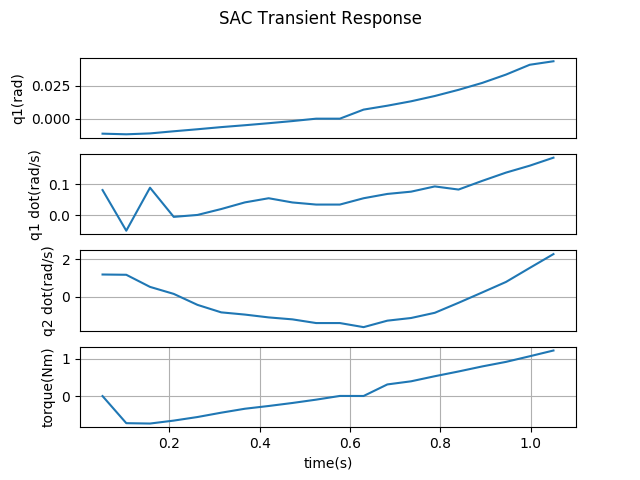 SAC Transient Response
q1(rad)
0.025
0.000
q1 dot(rad/s)
0.1
0.0
q2 dot(rad/s)
2
0
torque(Nm)
1
0
0.2 0.4 0.6 0.8 1.0
time(s)